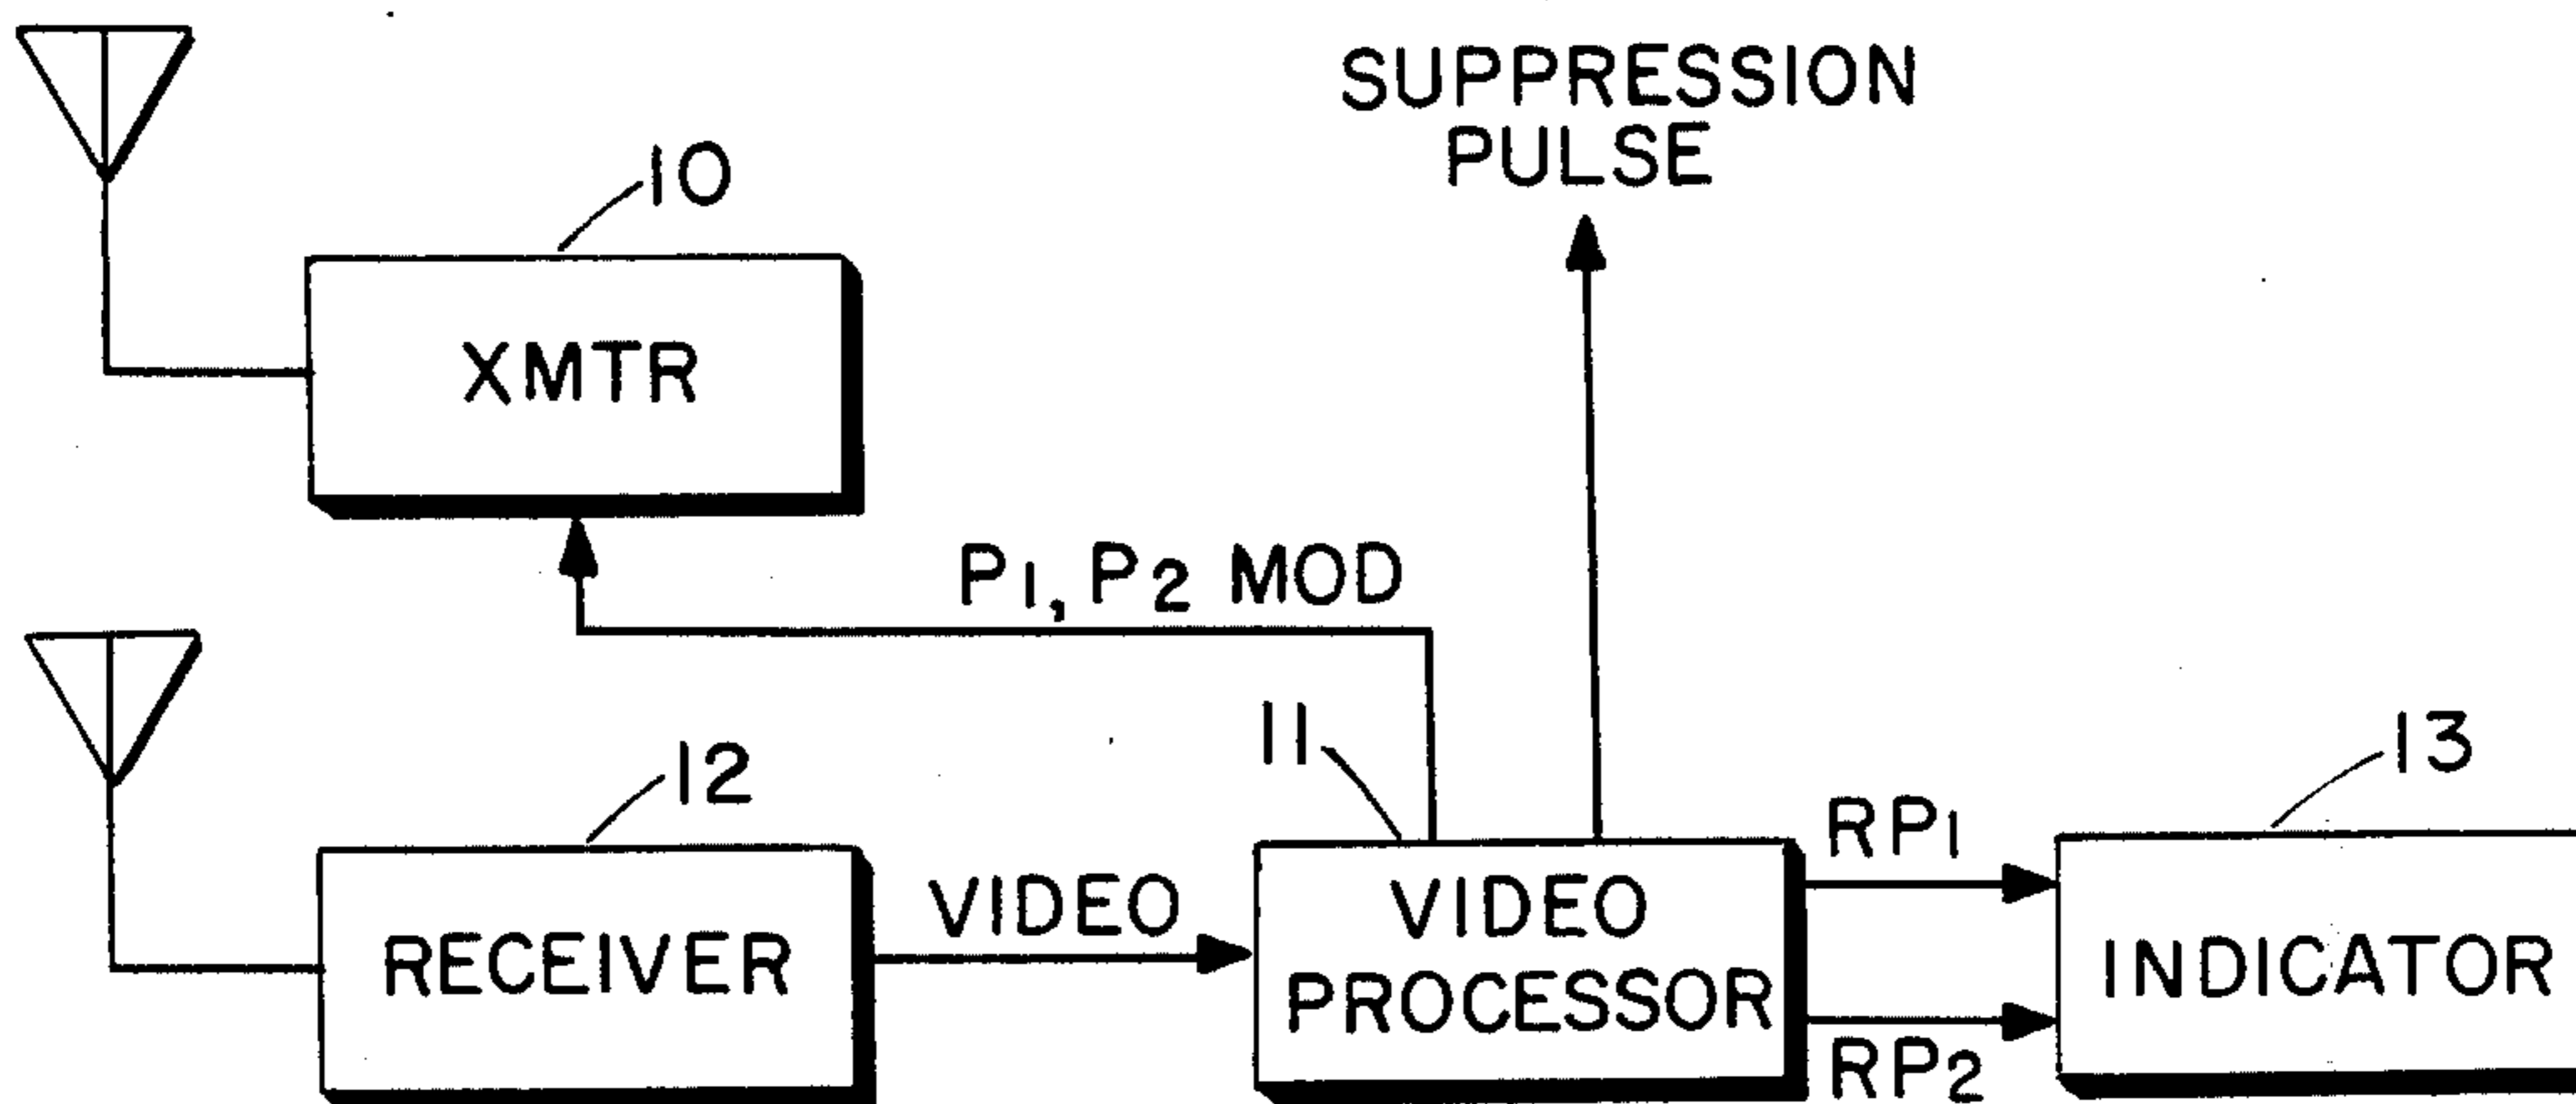 SUPPRESSION
PULSE
10
XMTR
P1, P2 MOD
11
12
13
RECEIVER
VIDEO
VIDEO
PROCESSOR
RP1
RP2
INDICATOR